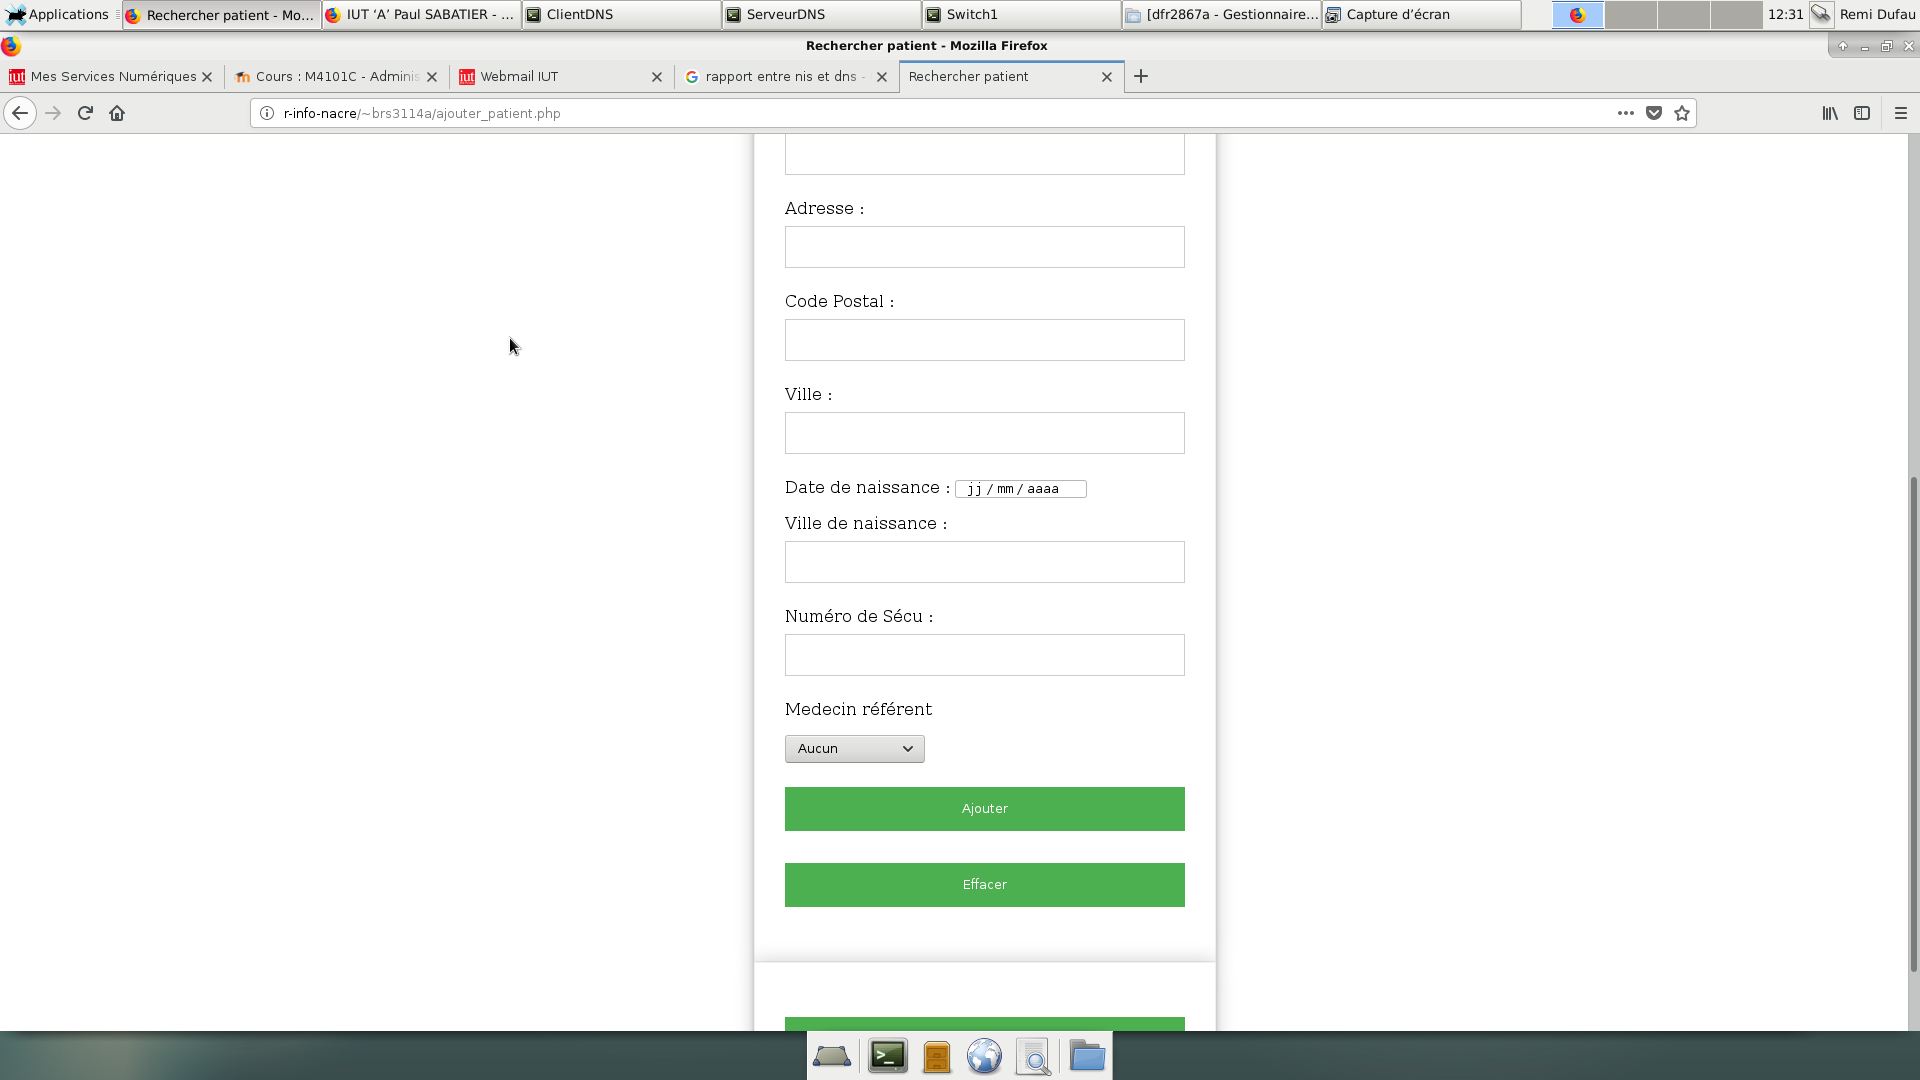 Applications
Rechercher patient - Mo...
IUT ‘A’ Paul SABATIER - ...
ClientDNS
ServeurDNS
Switch1
[dfr2867a - Gestionnaire...
Capture d’écran
12:31
Remi Dufau
Rechercher patient - Mozilla Firefox
iut Mes Services Numériques
Cours : M4101C - Adminis
iut Webmail IUT
rapport entre nis et dns -
Rechercher patient
r-info-nacre/~brs3114a/ajouter_patient.php
Adresse :
Code Postal :
Ville :
Date de naissance : jj / mm / aaaa
Ville de naissance :
Numéro de Sécu :
Medecin référent
Aucun
Ajouter
Effacer